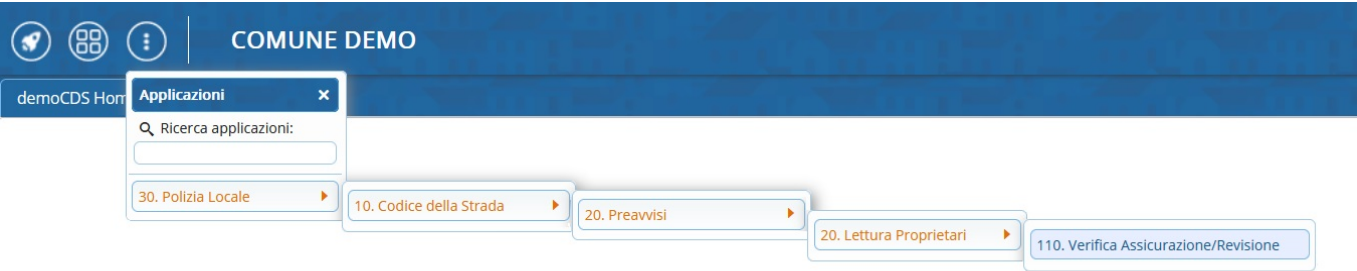 COMUNE DEMO
demoCDS Hom
Applicazioni
Ricerca applicazioni:
30. Polizia Locale
10. Codice della Strada
20. Preavvisi
20. Lettura Proprietari
110. Verifica Assicurazione/Revisione